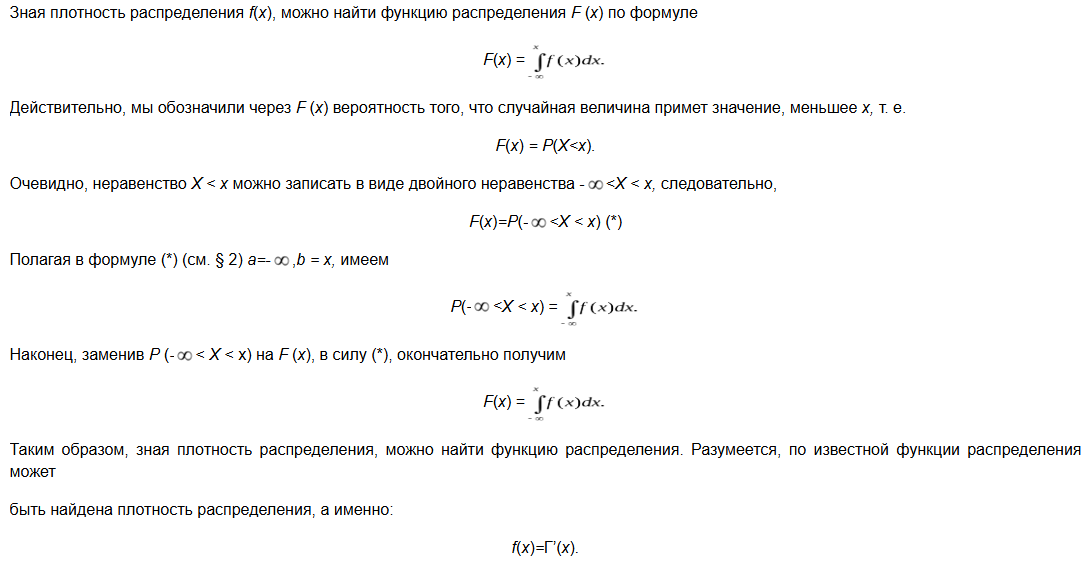 Зная плотность распределения f(x), можно найти функцию распределения F (x) по формуле
F(x) = ∫ˣ₋∞ f (x)dx.
Действительно, мы обозначили через F (x) вероятность того, что случайная величина примет значение, меньшее x, т. е.
F(x) = P(X<x).
Очевидно, неравенство X < x можно записать в виде двойного неравенства - ∞ <X < x, следовательно,
F(x)=P(- ∞ <X < x) (*)
Полагая в формуле (*) (см. § 2) a=- ∞ ,b = x, имеем
P(- ∞ <X < x) = ∫ˣ₋∞ f (x)dx.
Наконец, заменив P (- ∞ < X < x) на F (x), в силу (*), окончательно получим
F(x) = ∫ˣ₋∞ f (x)dx.
Таким образом, зная плотность распределения, можно найти функцию распределения. Разумеется, по известной функции распределения
может
быть найдена плотность распределения, а именно:
f(x)=Г’(x).